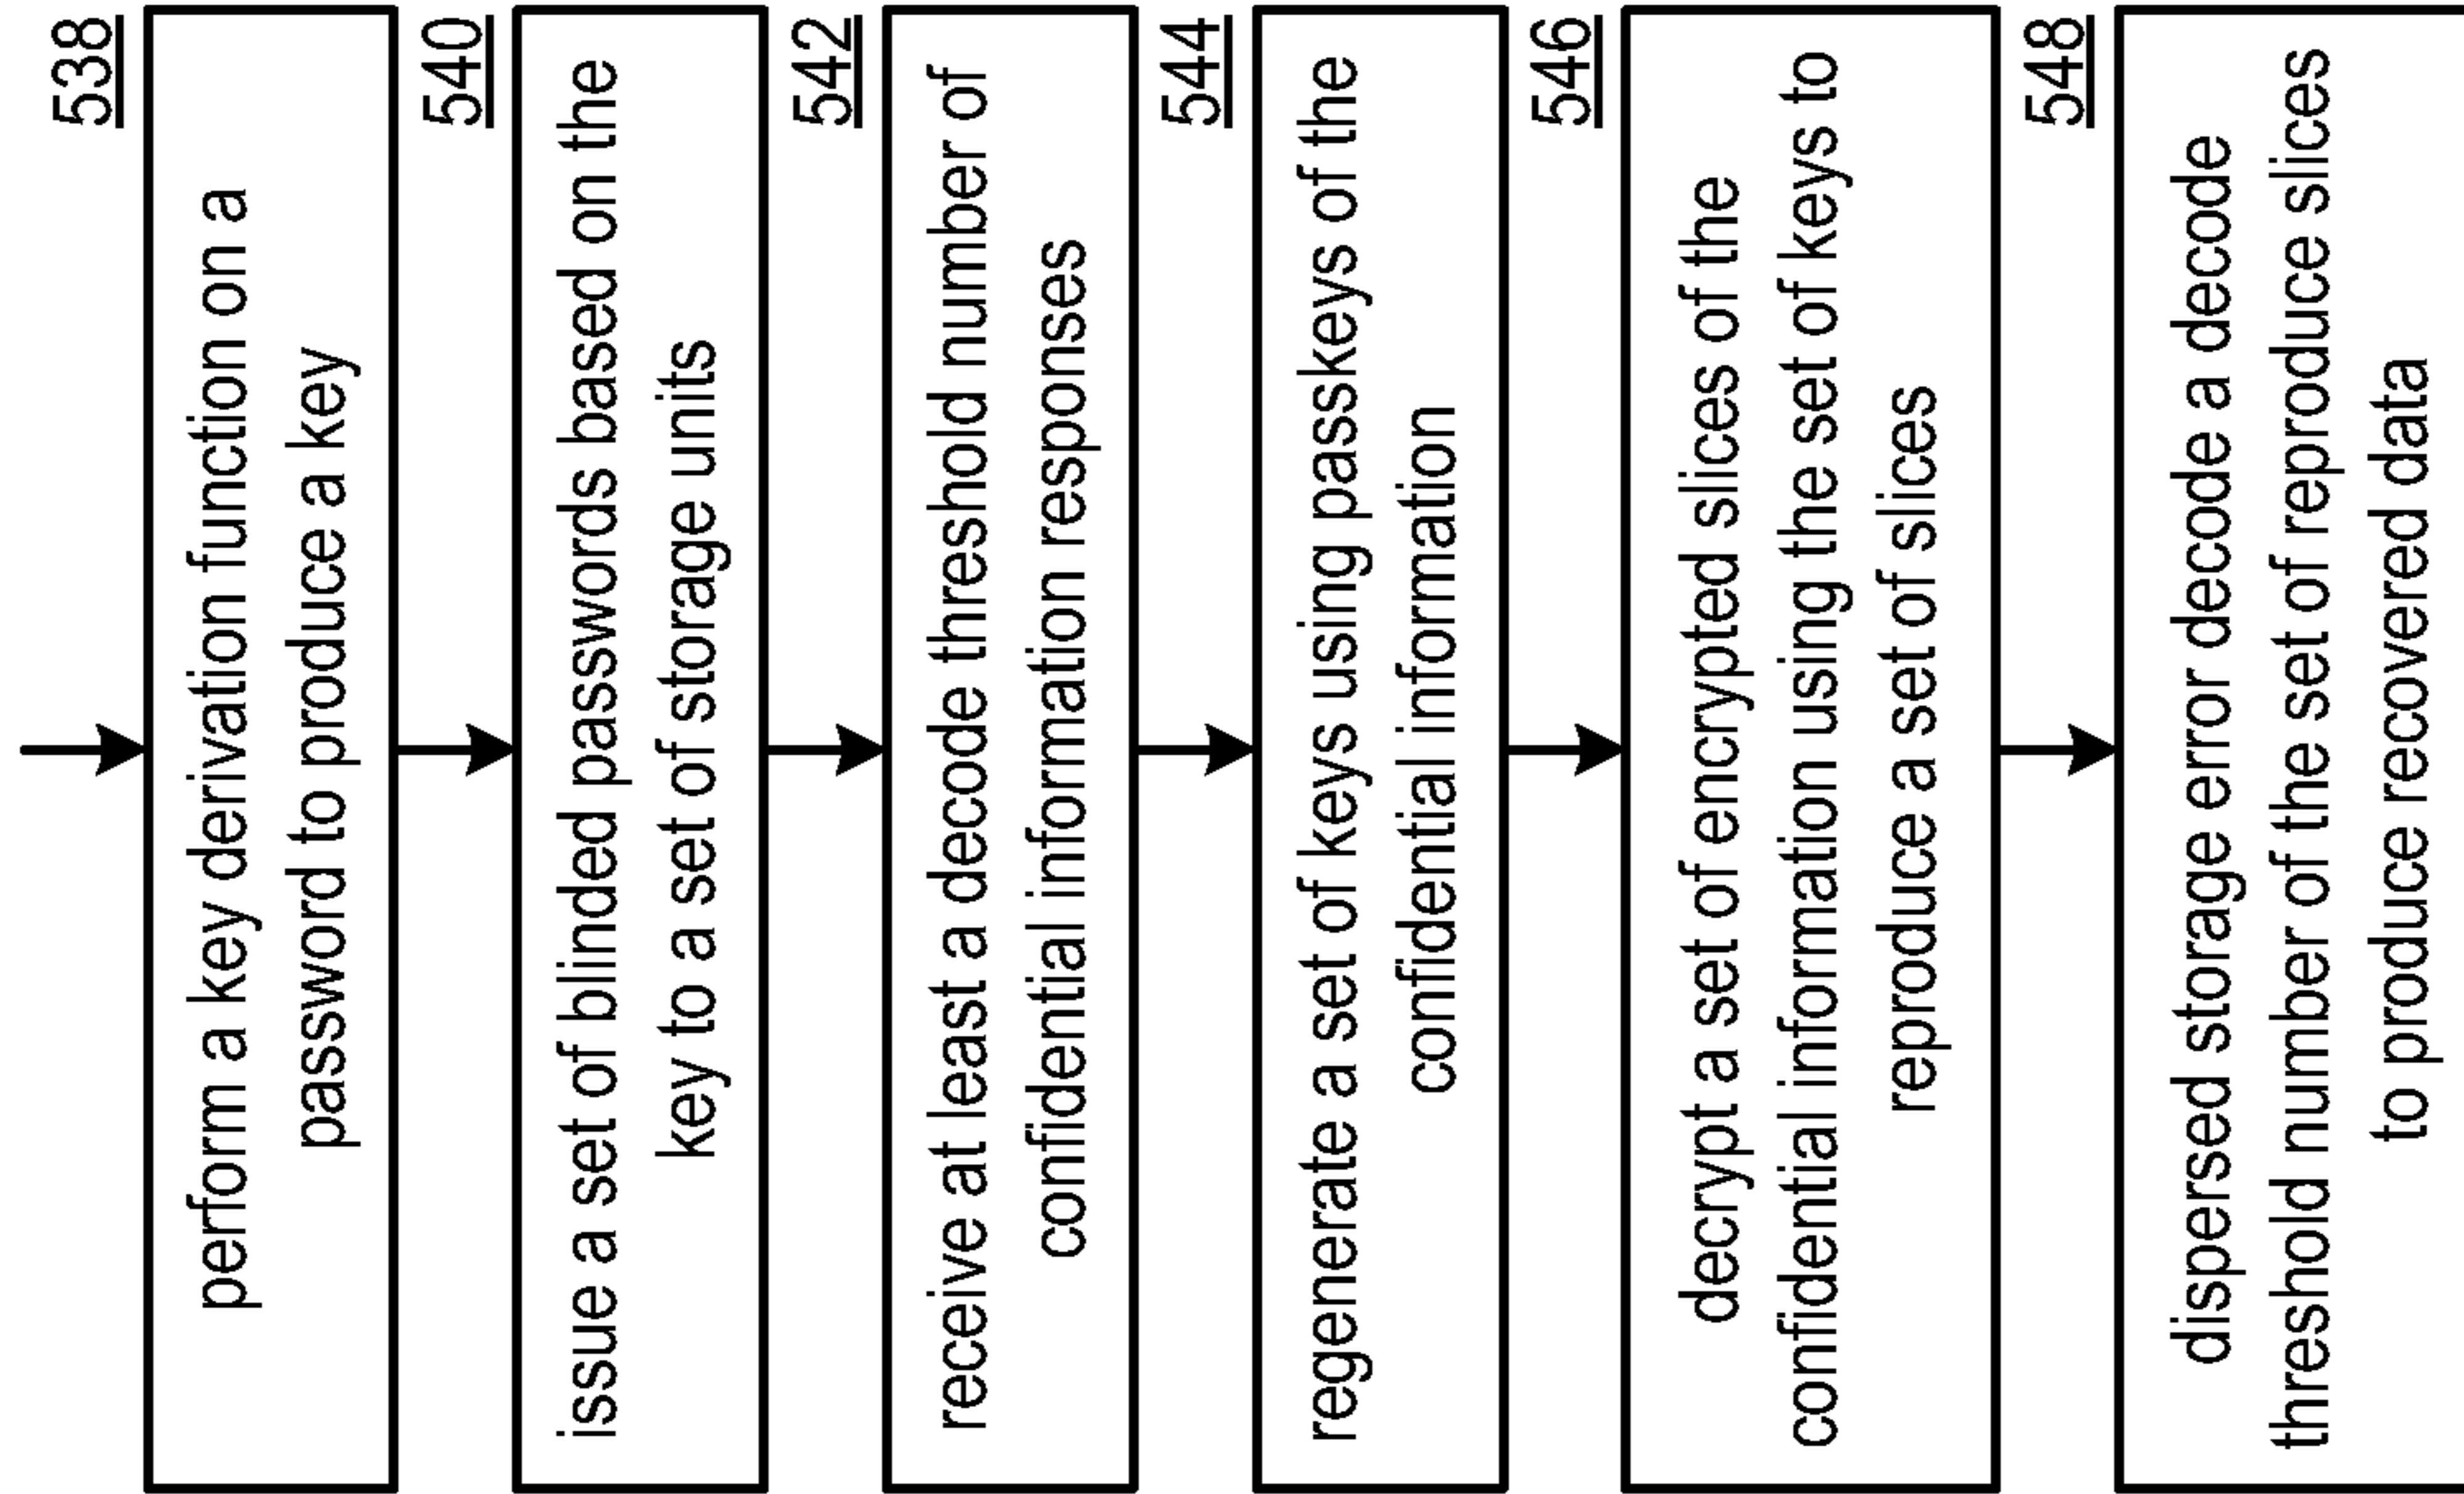 538
perform a key derivation function on a
password to produce a key
540
issue a set of blinded passwords based on the
key to a set of storage units
542
receive at least a decode threshold number of
confidential information responses
544
regenerate a set of keys using passkeys of the
confidential information
546
decrypt a set of encrypted slices of the
confidential information using the set of keys to
reproduce a set of slices
548
dispersed storage error decode a decode
threshold number of the set of reproduce slices
to produce recovered data